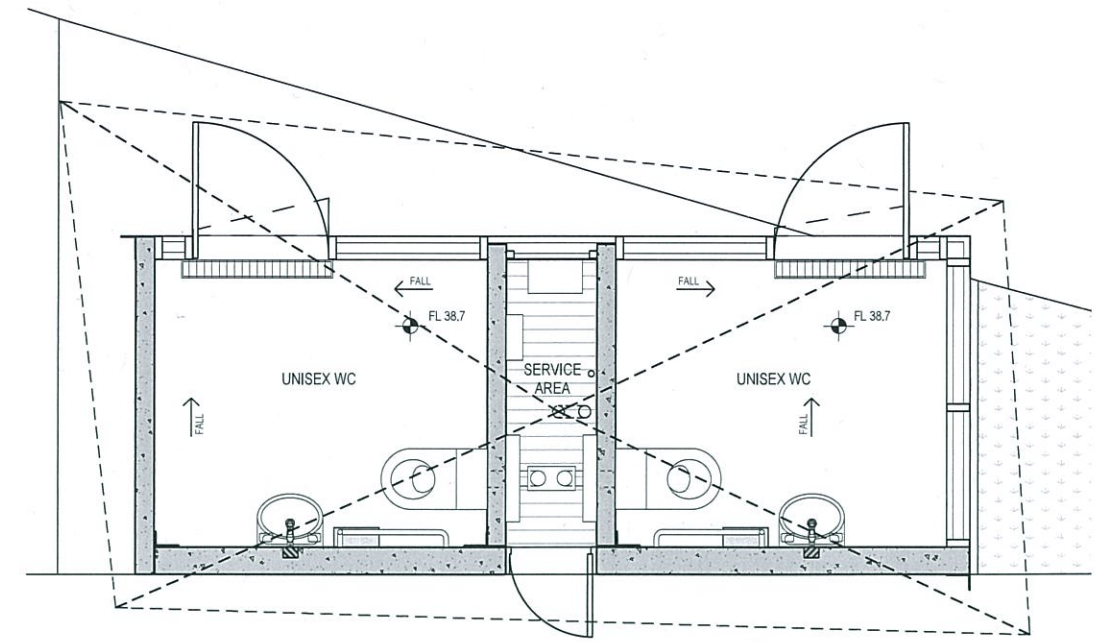 FALL
FALL
FL 38.7
FL 38.7
UNISEX WC
SERVICE
AREA
UNISEX WC
FALL
FALL